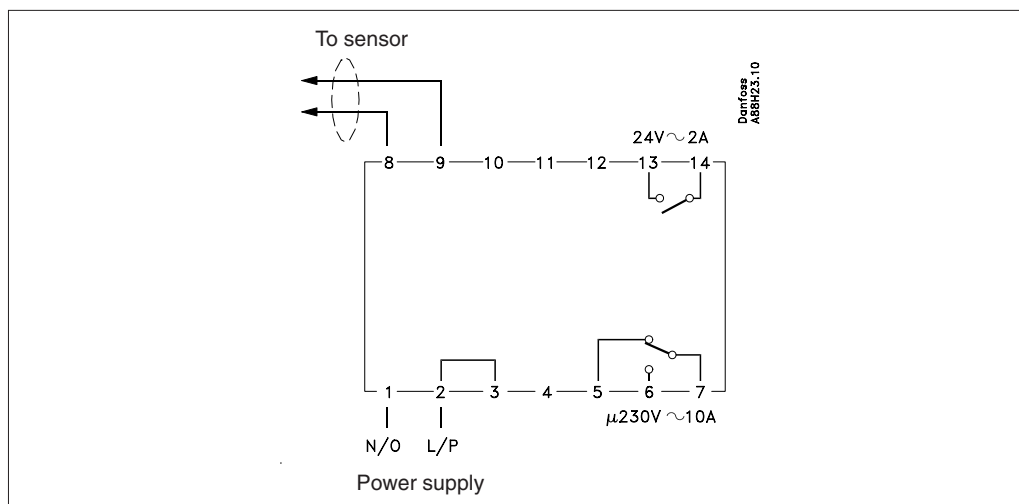 To sensor
Danfoss
A88H23.10
24V ~ 2A
8 9 10 11 12 13 14
1 2 3 4 5 6 7
µ230V ~10A
N/O L/P
Power supply